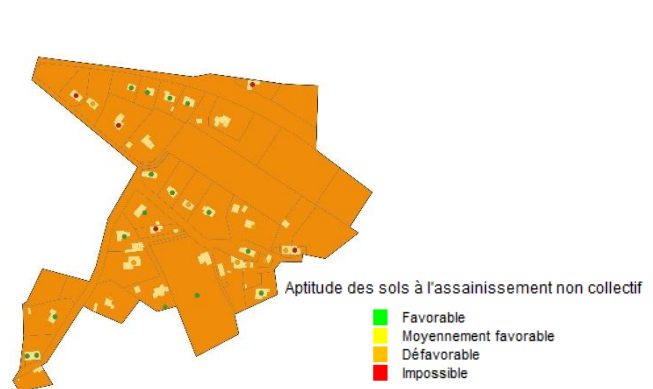 Aptitude des sols à l'assainissement non collectif
Favorable
Moyennement favorable
Défavorable
Impossible